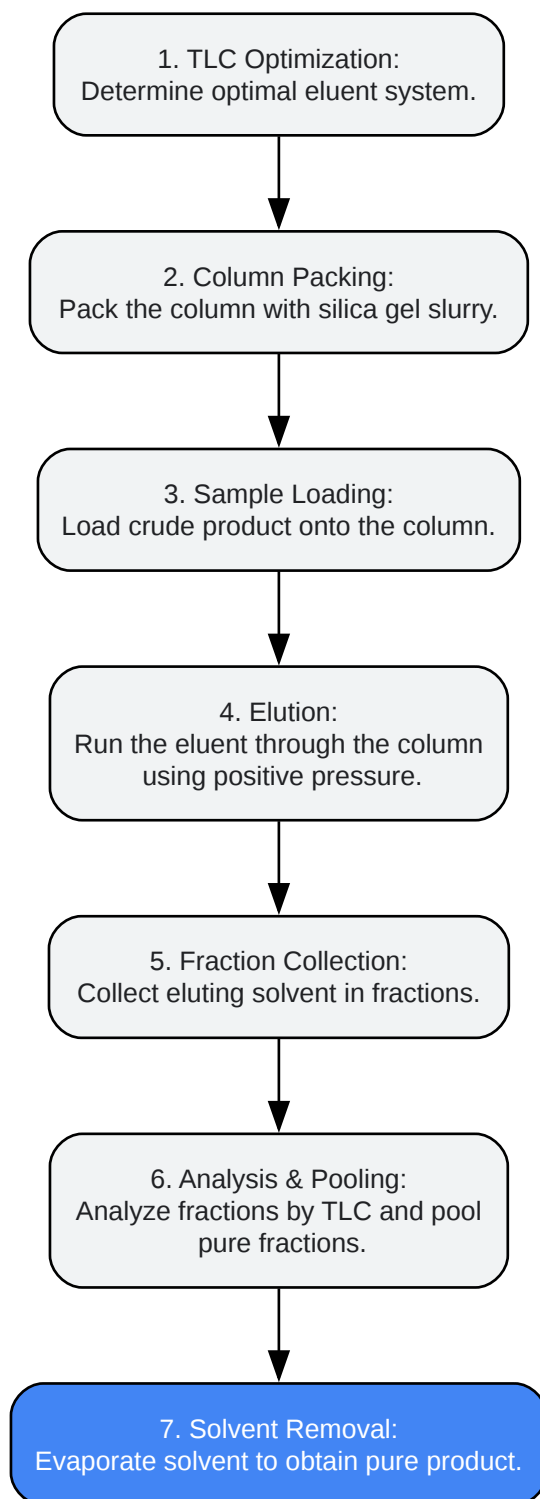 1. TLC Optimization:
Determine optimal eluent system.
2. Column Packing:
Pack the column with silica gel slurry.
3. Sample Loading:
Load crude product onto the column.
4. Elution:
Run the eluent through the column
using positive pressure.
5. Fraction Collection:
Collect eluting solvent in fractions.
6. Analysis & Pooling:
Analyze fractions by TLC and pool
pure fractions.
7. Solvent Removal:
Evaporate solvent to obtain pure product.